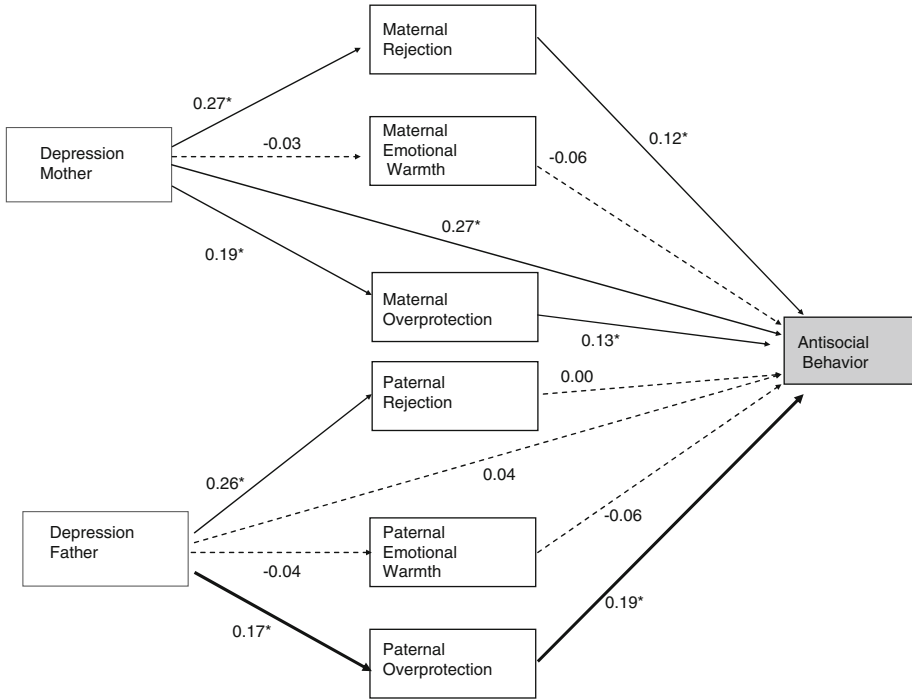 Maternal
Rejection
0.27*
Maternal
Emotional
Warmth
-0.03
0.12*
-0.06
Depression
Mother
0.27*
0.19*
Maternal
Overprotection
0.13*
Antisocial
Behavior
Paternal
Rejection
0.00
0.26*
0.04
Depression
Father
Paternal
Emotional
Warmth
-0.04
-0.06
0.17*
0.19*
Paternal
Overprotection